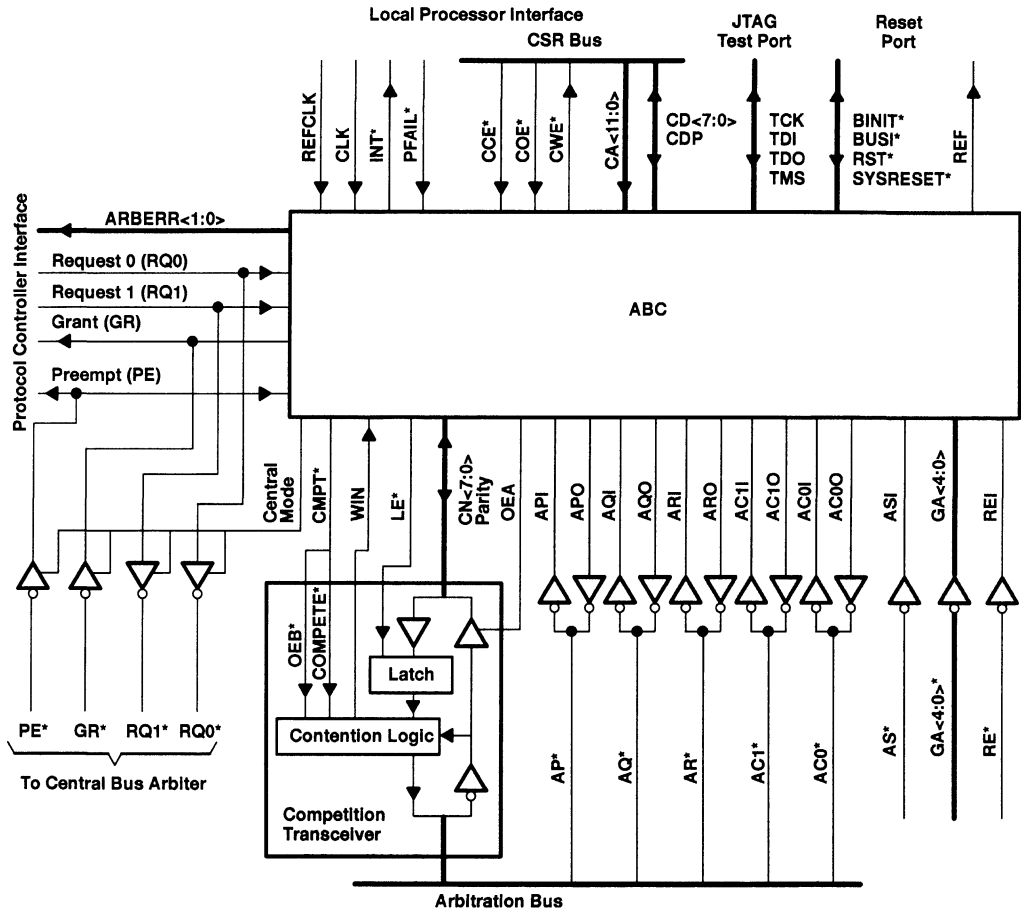 Local Processor Interface
CSR Bus
JTAG
Test Port
Reset
Port
REFCLK
CLK
INT*
PFAIL*
CCE*
COE*
CWE*
CA<11:0>
CD<7:0>
CDP
TCK
TDI
TDO
TMS
BINIT*
BUSI*
RST*
SYSRESET*
REF
Protocol Controller Interface
ARBERR<1:0>
Request 0 (RQ0)
Request 1 (RQ1)
Grant (GR)
Preempt (PE)
ABC
Central
Mode
CMPT*
WIN
LE*
CN<7:0>
Parity
OEA
API
APO
AQI
AQO
ARI
ARO
AC1I
AC1O
AC0I
AC0O
ASI
GA<4:0>
REI
OEB*
COMPETE*
Latch
Contention Logic
Competition
Transceiver
PE*
GR*
RQ1*
RQ0*
To Central Bus Arbiter
AP*
AQ*
AR*
AC1*
AC0*
AS*
GA<4:0>*
RE*
Arbitration Bus